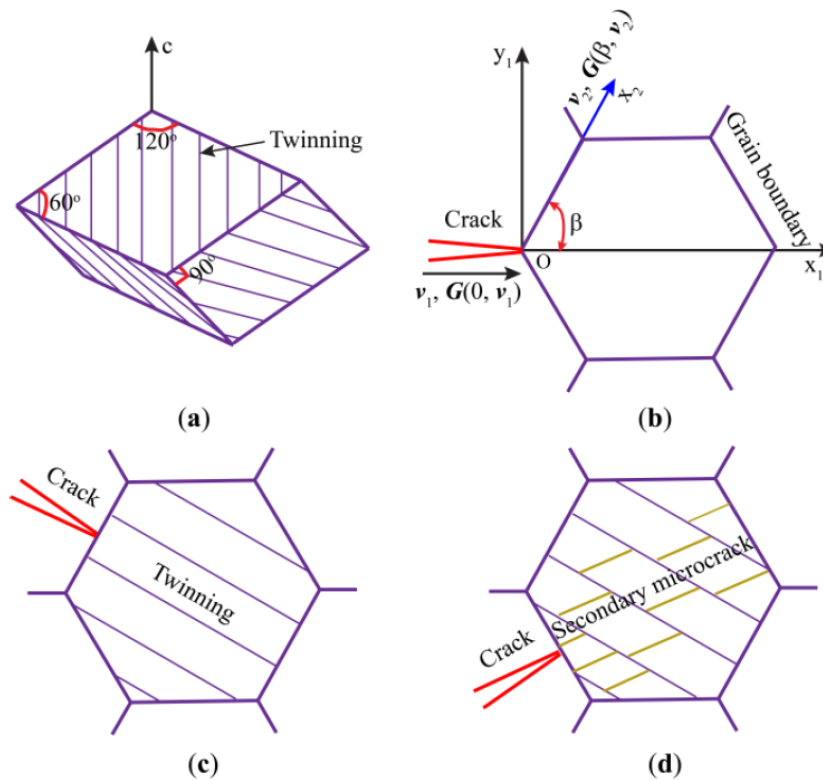 c
120°
Twinning
60°
90°
(a)
y₁
v₂, G(β, v₂)
x₂
Grain boundary
Crack
β
O
x₁
v₁, G(0, v₁)
(b)
Crack
Twinning
(c)
Secondary microcrack
Crack
(d)